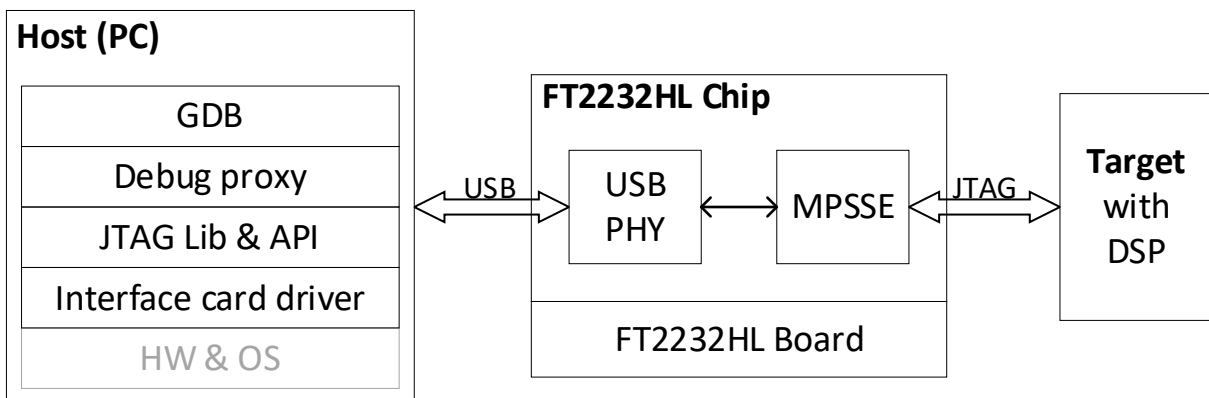 Host (PC)
GDB
Debug proxy
JTAG Lib & API
Interface card driver
HW & OS
USB
FT2232HL Chip
USB
PHY
MPSSE
FT2232HL Board
JTAG
Target
with
DSP